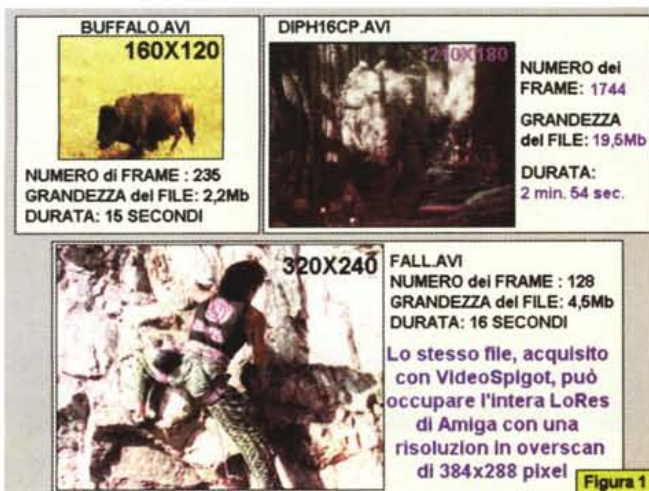 BUFFALO.AVI
160X120
NUMERO di FRAME : 235
GRANDEZZA del FILE: 2,2Mb
DURATA: 15 SECONDI
DIPH16CP.AVI
210X180
NUMERO dei
FRAME: 1744
GRANDEZZA
del FILE: 19,5Mb
DURATA:
2 min. 54 sec.
320X240
FALL.AVI
NUMERO dei FRAME : 128
GRANDEZZA del FILE: 4,5Mb
DURATA: 16 SECONDI
Lo stesso file, acquisito
con VideoSpigot, può
occupare l'intera LoRes
di Amiga con una
risoluzion in overscan
di 384x288 pixel
Figura 1